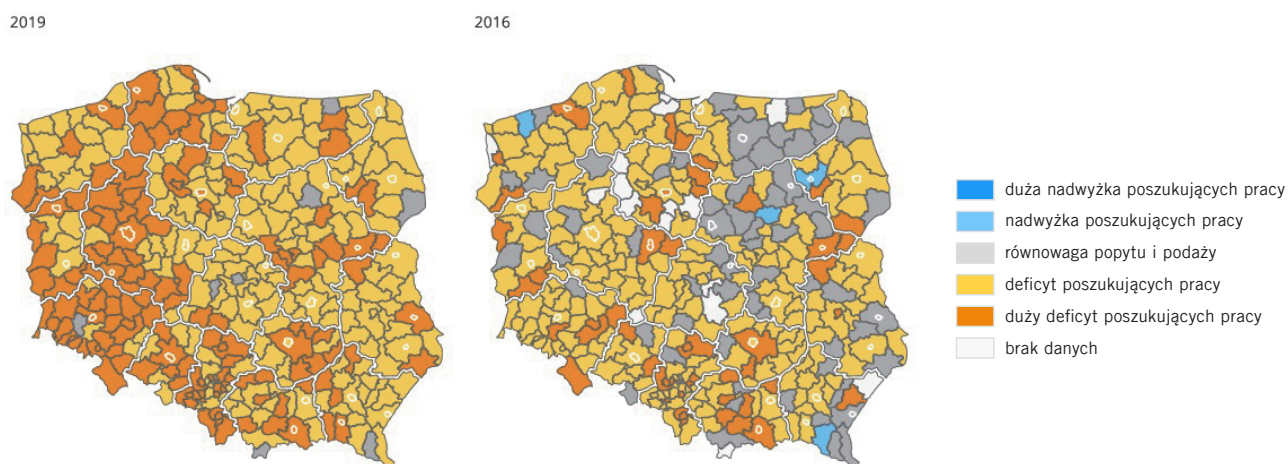 2019
2016
duża nadwyżka poszukujących pracy
nadwyżka poszukujących pracy
równowaga popytu i podaży
deficyt poszukujących pracy
duży deficyt poszukujących pracy
brak danych